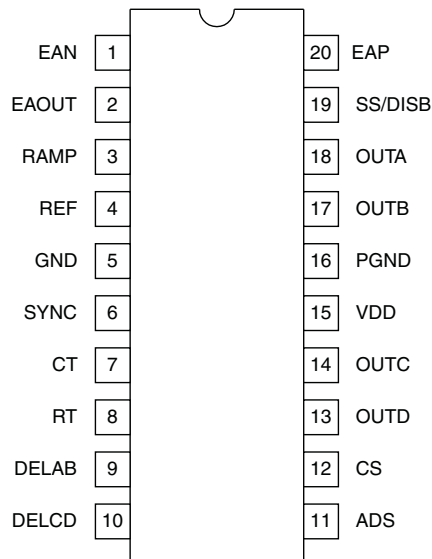 EAN 1 20 EAP
EAOUT 2 19 SS/DISB
RAMP 3 18 OUTA
REF 4 17 OUTB
GND 5 16 PGND
SYNC 6 15 VDD
CT 7 14 OUTC
RT 8 13 OUTD
DELAB 9 12 CS
DELCD 10 11 ADS